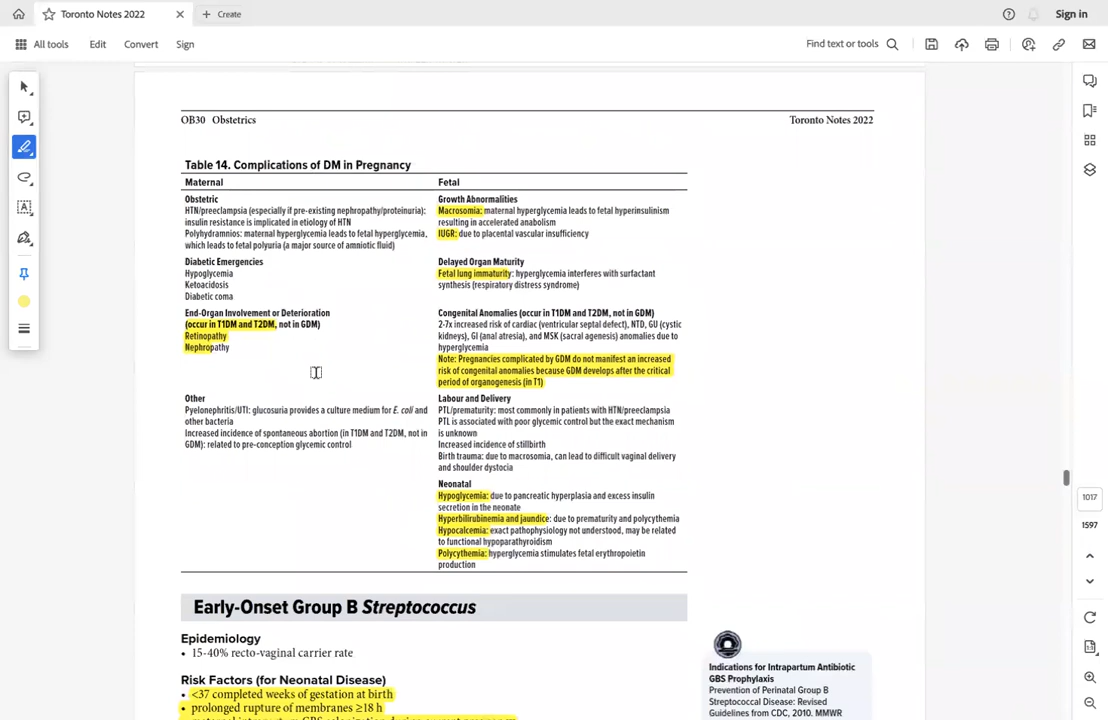 Toronto Notes 2022
Create
Sign in
All tools
Edit
Convert
Sign
Find text or tools
OB30 Obstetrics
Toronto Notes 2022
Table 14. Complications of DM in Pregnancy
Maternal
Obstetric
HTN/preeclampsia (especially if pre-existing nephropathy/proteinuria):
insulin resistance is implicated in etiology of HTN
Polyhydramnios: maternal hyperglycemia leads to fetal hyperglycemia,
which leads to fetal polyuria (a major source of amniotic fluid)
Diabetic Emergencies
Hypoglycemia
Ketoacidosis
Diabetic coma
End-Organ Involvement or Deterioration
(occur in T1DM and T2DM, not in GDM)
Retinopathy
Nephropathy
Other
Pyelonephritis/UTI: glucosuria provides a culture medium for E. coli and
other bacteria
Increased incidence of spontaneous abortion (in T1DM and T2DM, not in
GDM): related to pre-conception glycemic control
Fetal
Growth Abnormalities
Macrosomia: maternal hyperglycemia leads to fetal hyperinsulinism
resulting in accelerated anabolism
IUGR: due to placental vascular insufficiency
Delayed Organ Maturity
Fetal lung immaturity: hyperglycemia interferes with surfactant
synthesis (respiratory distress syndrome)
Congenital Anomalies (occur in T1DM and T2DM, not in GDM)
2-7x increased risk of cardiac (ventricular septal defect), NTD, GU (cystic
kidneys), GI (anal atresia), and MSK (sacral agenesis) anomalies due to
hyperglycemia
Note: Pregnancies complicated by GDM do not manifest an increased
risk of congenital anomalies because GDM develops after the critical
period of organogenesis (in T1)
Labour and Delivery
PTL/prematurity: most commonly in patients with HTN/preeclampsia
PTL is associated with poor glycemic control but the exact mechanism
is unknown
Increased incidence of stillbirth
Birth trauma: due to macrosomia, can lead to difficult vaginal delivery
and shoulder dystocia
Neonatal
Hypoglycemia: due to pancreatic hyperplasia and excess insulin
secretion in the neonate
Hyperbilirubinemia and jaundice: due to prematurity and polycythemia
Hypocalcemia: exact pathophysiology not understood, may be related
to functional hypoparathyroidism
Polycythemia: hyperglycemia stimulates fetal erythropoietin
production
Early-Onset Group B Streptococcus
Epidemiology
• 15-40% recto-vaginal carrier rate
Risk Factors (for Neonatal Disease)
• <37 completed weeks of gestation at birth
• prolonged rupture of membranes ≥18 h
Indications for Intrapartum Antibiotic
GBS Prophylaxis
Prevention of Perinatal Group B
Streptococcal Disease: Revised
Guidelines from CDC, 2010. MMWR
1017
1597